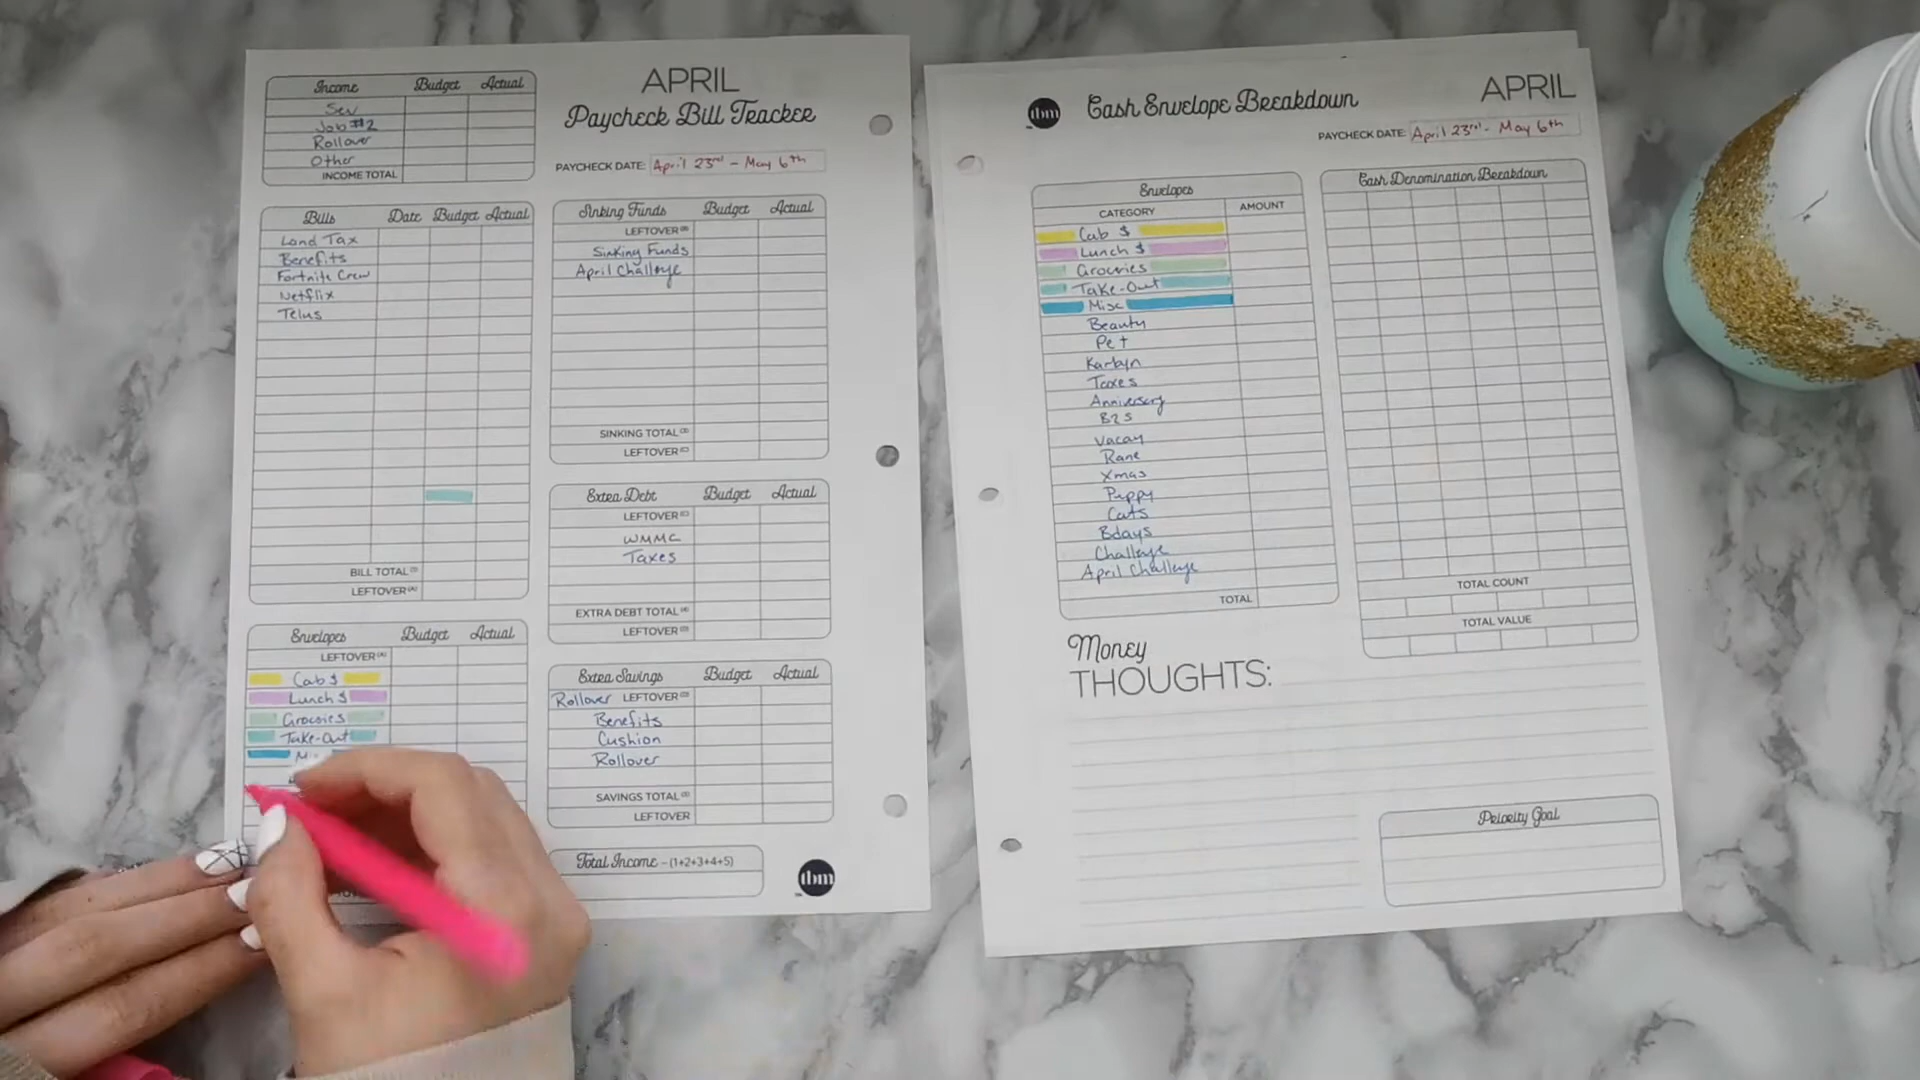 Income Budget Actual
Sev
Job #2
Rollover
Other
INCOME TOTAL
APRIL
Paycheck Bill Tracker
PAYCHECK DATE: April 23rd - May 6th
Bills Date Budget Actual
Land Tax
Benefits
Fortnite Crew
Netflix
Telus
BILL TOTAL (1)
LEFTOVER (A)
Envelopes Budget Actual
LEFTOVER (A)
Cab $
Lunch $
Groceries
Take-Out
Sinking Funds Budget Actual
LEFTOVER (B)
Sinking Funds
April Challenge
SINKING TOTAL (3)
LEFTOVER (C)
Extra Debt Budget Actual
LEFTOVER (C)
WMMC
Taxes
EXTRA DEBT TOTAL (4)
LEFTOVER (D)
Extra Savings Budget Actual
Rollover LEFTOVER (D)
Benefits
Cushion
Rollover
SAVINGS TOTAL (5)
LEFTOVER
Total Income - (1+2+3+4+5)
tbm
tbm
Cash Envelope Breakdown
APRIL
PAYCHECK DATE: April 23rd - May 6th
Envelopes
CATEGORY AMOUNT
Cab $
Lunch $
Groceries
Take-Out
Misc
Beauty
Pet
Karlyn
Taxes
Anniversary
B2S
Vacay
Rane
Xmas
Puppy
Cats
Bdays
Challenge
April Challenge
TOTAL
Cash Denomination Breakdown
TOTAL COUNT
TOTAL VALUE
Money
THOUGHTS:
Priority Goal